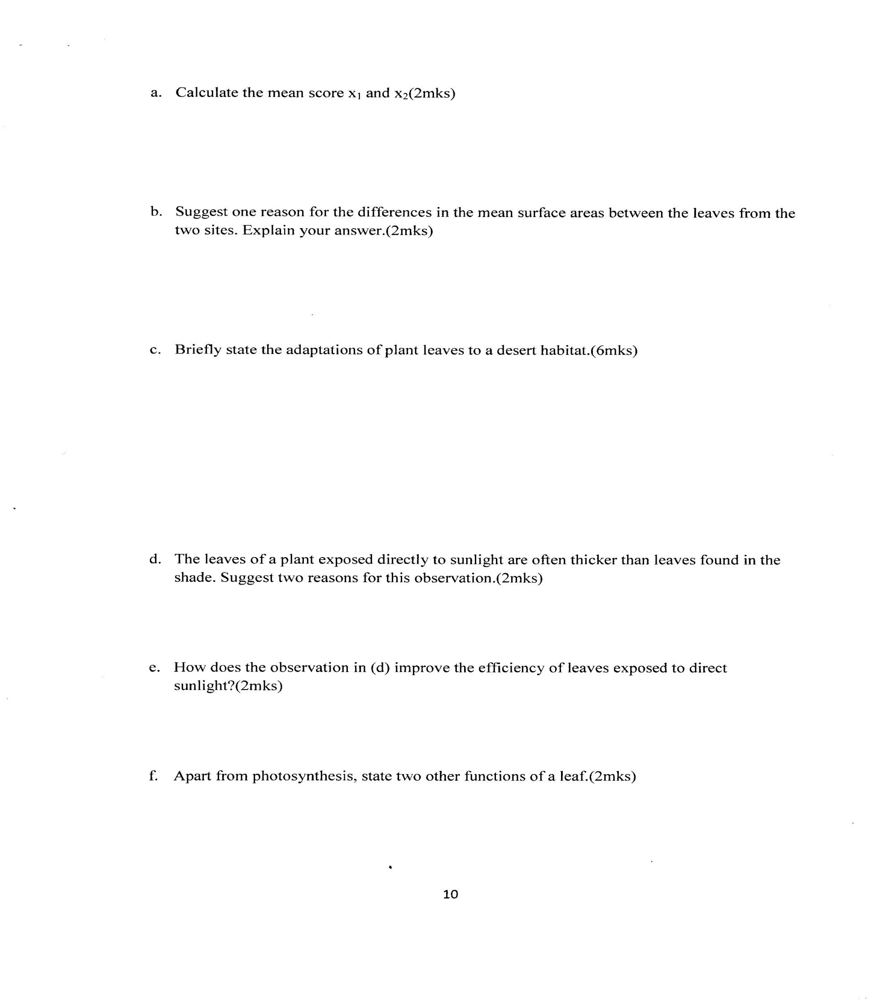 a. Calculate the mean score x₁ and x₂(2mks)
b. Suggest one reason for the differences in the mean surface areas between the leaves from the
two sites. Explain your answer.(2mks)
c. Briefly state the adaptations of plant leaves to a desert habitat.(6mks)
d. The leaves of a plant exposed directly to sunlight are often thicker than leaves found in the
shade. Suggest two reasons for this observation.(2mks)
e. How does the observation in (d) improve the efficiency of leaves exposed to direct
sunlight?(2mks)
f. Apart from photosynthesis, state two other functions of a leaf.(2mks)
10